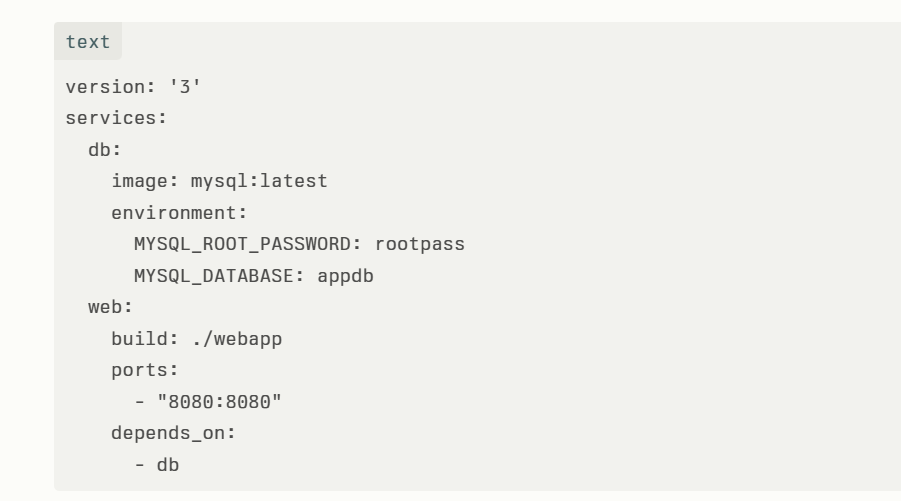 text
version: '3'
services:
  db:
    image: mysql:latest
    environment:
      MYSQL_ROOT_PASSWORD: rootpass
      MYSQL_DATABASE: appdb
  web:
    build: ./webapp
    ports:
      - "8080:8080"
    depends_on:
      - db